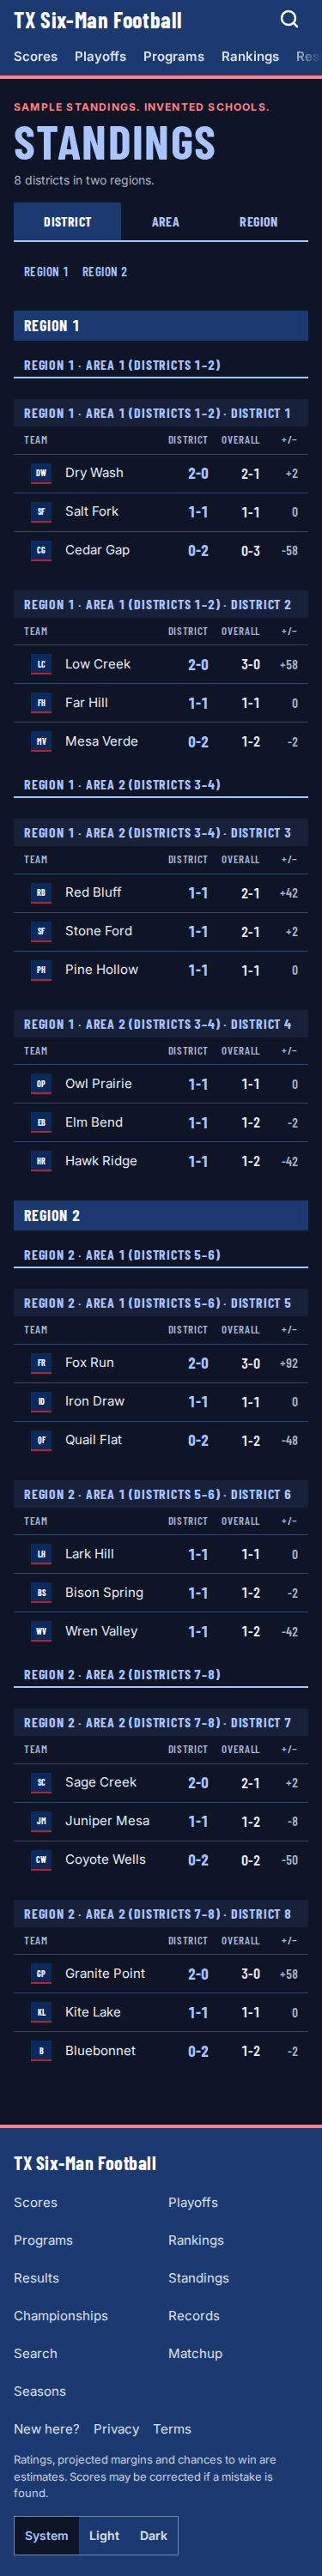 TX Six-Man Football
Scores Playoffs Programs Rankings Res
SAMPLE STANDINGS. INVENTED SCHOOLS.
STANDINGS
8 districts in two regions.
DISTRICT AREA REGION
REGION 1 REGION 2
REGION 1
REGION 1 · AREA 1 (DISTRICTS 1–2)
REGION 1 · AREA 1 (DISTRICTS 1–2) · DISTRICT 1
TEAM DISTRICT OVERALL +/−
DW Dry Wash 2-0 2-1 +2
SF Salt Fork 1-1 1-1 0
CG Cedar Gap 0-2 0-3 -58
REGION 1 · AREA 1 (DISTRICTS 1–2) · DISTRICT 2
TEAM DISTRICT OVERALL +/−
LC Low Creek 2-0 3-0 +58
FH Far Hill 1-1 1-1 0
MV Mesa Verde 0-2 1-2 -2
REGION 1 · AREA 2 (DISTRICTS 3–4)
REGION 1 · AREA 2 (DISTRICTS 3–4) · DISTRICT 3
TEAM DISTRICT OVERALL +/−
RB Red Bluff 1-1 2-1 +42
SF Stone Ford 1-1 2-1 +2
PH Pine Hollow 1-1 1-1 0
REGION 1 · AREA 2 (DISTRICTS 3–4) · DISTRICT 4
TEAM DISTRICT OVERALL +/−
OP Owl Prairie 1-1 1-1 0
EB Elm Bend 1-1 1-2 -2
HR Hawk Ridge 1-1 1-2 -42
REGION 2
REGION 2 · AREA 1 (DISTRICTS 5–6)
REGION 2 · AREA 1 (DISTRICTS 5–6) · DISTRICT 5
TEAM DISTRICT OVERALL +/−
FR Fox Run 2-0 3-0 +92
ID Iron Draw 1-1 1-1 0
QF Quail Flat 0-2 1-2 -48
REGION 2 · AREA 1 (DISTRICTS 5–6) · DISTRICT 6
TEAM DISTRICT OVERALL +/−
LH Lark Hill 1-1 1-1 0
BS Bison Spring 1-1 1-2 -2
WV Wren Valley 1-1 1-2 -42
REGION 2 · AREA 2 (DISTRICTS 7–8)
REGION 2 · AREA 2 (DISTRICTS 7–8) · DISTRICT 7
TEAM DISTRICT OVERALL +/−
SC Sage Creek 2-0 2-1 +2
JM Juniper Mesa 1-1 1-2 -8
CW Coyote Wells 0-2 0-2 -50
REGION 2 · AREA 2 (DISTRICTS 7–8) · DISTRICT 8
TEAM DISTRICT OVERALL +/−
GP Granite Point 2-0 3-0 +58
KL Kite Lake 1-1 1-1 0
B Bluebonnet 0-2 1-2 -2
TX Six-Man Football
Scores Playoffs
Programs Rankings
Results Standings
Championships Records
Search Matchup
Seasons
New here? Privacy Terms
Ratings, projected margins and chances to win are
estimates. Scores may be corrected if a mistake is
found.
System Light Dark